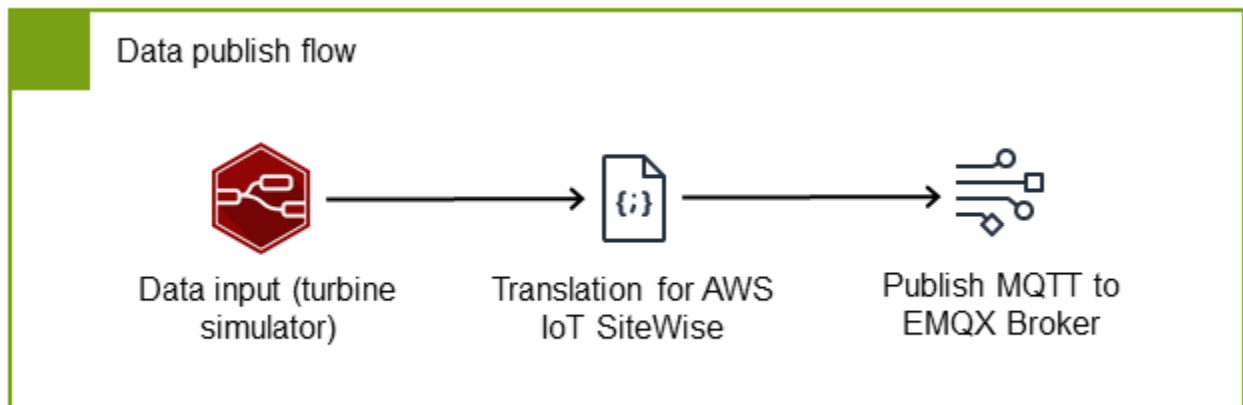 Data publish flow
{;}
Data input (turbine
simulator)
Translation for AWS
IoT SiteWise
Publish MQTT to
EMQX Broker